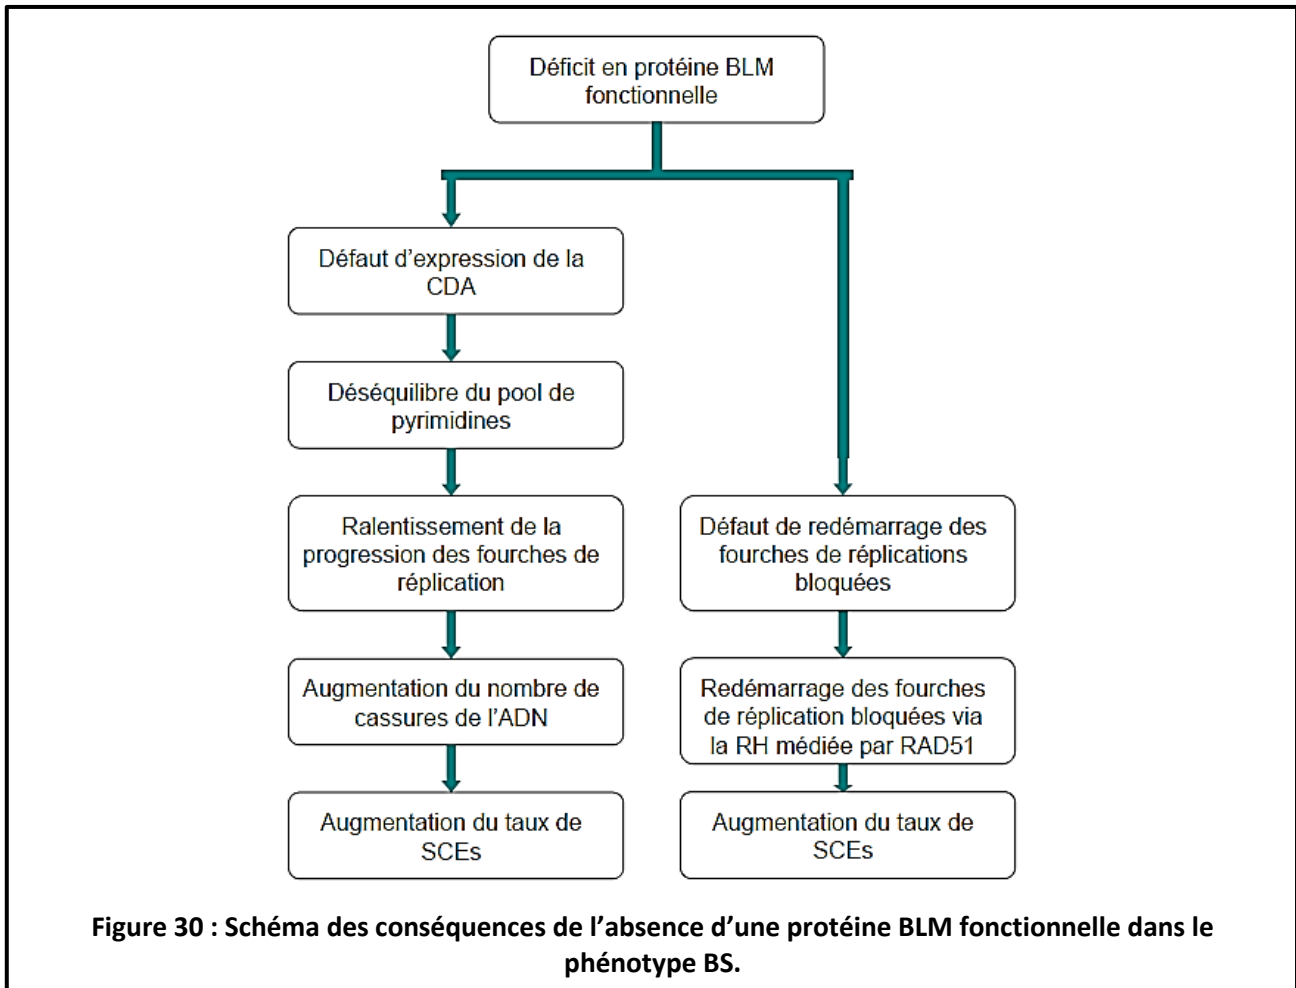 Déficit en protéine BLM
fonctionnelle
Défaut d'expression de la
CDA
Déséquilibre du pool de
pyrimidines
Ralentissement de la
progression des fourches de
réplication
Augmentation du nombre de
cassures de l'ADN
Augmentation du taux de
SCEs
Défaut de redémarrage des
fourches de réplications
bloquées
Redémarrage des fourches
de réplication bloquées via
la RH médiée par RAD51
Augmentation du taux de
SCEs
Figure 30 : Schéma des conséquences de l'absence d'une protéine BLM fonctionnelle dans le
phénotype BS.